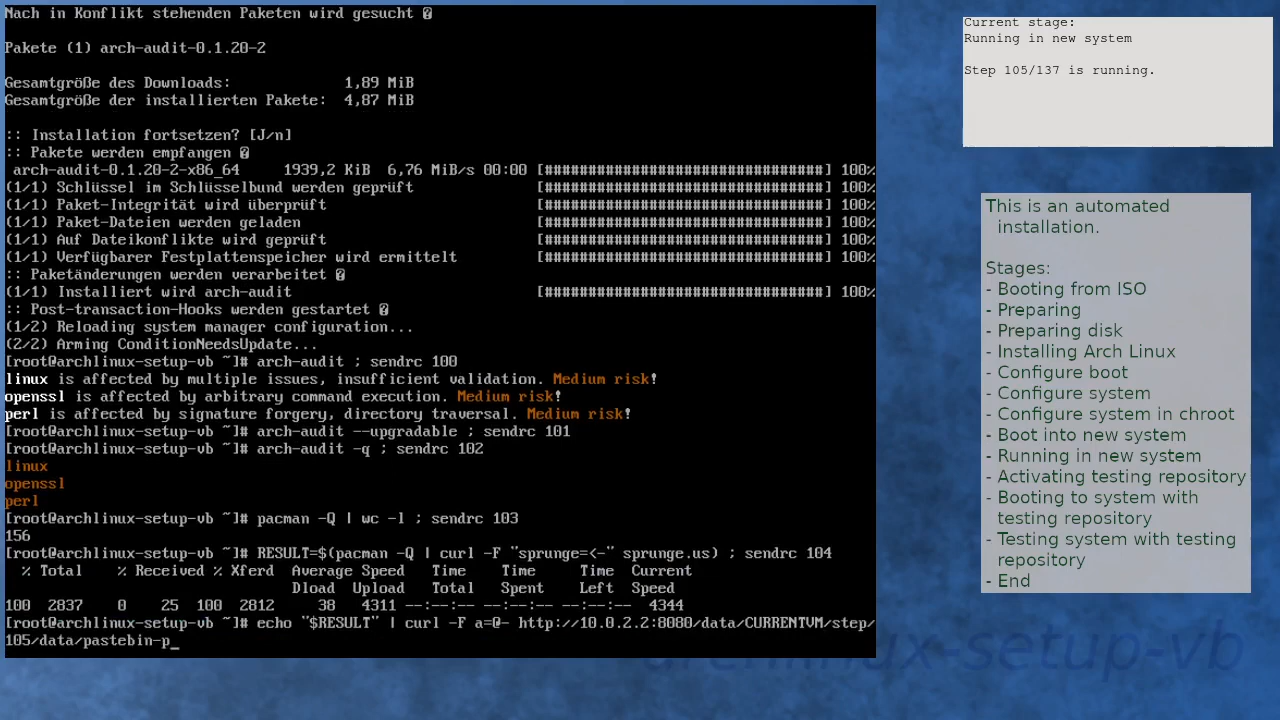 Nach in Konflikt stehenden Paketen wird gesucht �
Pakete (1) arch-audit-0.1.20-2
Gesamtgröße des Downloads: 1,89 MiB
Gesamtgröße der installierten Pakete: 4,87 MiB
:: Installation fortsetzen? [J/n]
:: Pakete werden empfangen �
arch-audit-0.1.20-2-x86_64 1939,2 KiB 6,76 MiB/s 00:00 [################################] 100%
(1/1) Schlüssel im Schlüsselbund werden geprüft [################################] 100%
(1/1) Paket-Integrität wird überprüft [################################] 100%
(1/1) Paket-Dateien werden geladen [################################] 100%
(1/1) Auf Dateikonflikte wird geprüft [################################] 100%
(1/1) Verfügbarer Festplattenspeicher wird ermittelt [################################] 100%
:: Paketänderungen werden verarbeitet �
(1/1) Installiert wird arch-audit [################################] 100%
:: Post-transaction-Hooks werden gestartet �
(1/2) Reloading system manager configuration...
(2/2) Arming ConditionNeedsUpdate...
[root@archlinux-setup-vb ~]# arch-audit ; sendrc 100
linux is affected by multiple issues, insufficient validation. Medium risk!
openssl is affected by arbitrary command execution. Medium risk!
perl is affected by signature forgery, directory traversal. Medium risk!
[root@archlinux-setup-vb ~]# arch-audit --upgradable ; sendrc 101
[root@archlinux-setup-vb ~]# arch-audit -q ; sendrc 102
linux
openssl
perl
[root@archlinux-setup-vb ~]# pacman -Q | wc -l ; sendrc 103
156
[root@archlinux-setup-vb ~]# RESULT=$(pacman -Q | curl -F "sprunge=<-" sprunge.us) ; sendrc 104
% Total % Received % Xferd Average Speed Time Time Time Current
Dload Upload Total Spent Left Speed
100 2837 0 25 100 2812 38 4311 --:--:-- --:--:-- --:--:-- 4344
[root@archlinux-setup-vb ~]# echo "$RESULT" | curl -F a=@- http://10.0.2.2:8080/data/CURRENTVM/step/
105/data/pastebin-p_
Current stage:
Running in new system
Step 105/137 is running.
This is an automated
installation.
Stages:
- Booting from ISO
- Preparing
- Preparing disk
- Installing Arch Linux
- Configure boot
- Configure system
- Configure system in chroot
- Boot into new system
- Running in new system
- Activating testing repository
- Booting to system with
testing repository
- Testing system with testing
repository
- End
archlinux-setup-vb